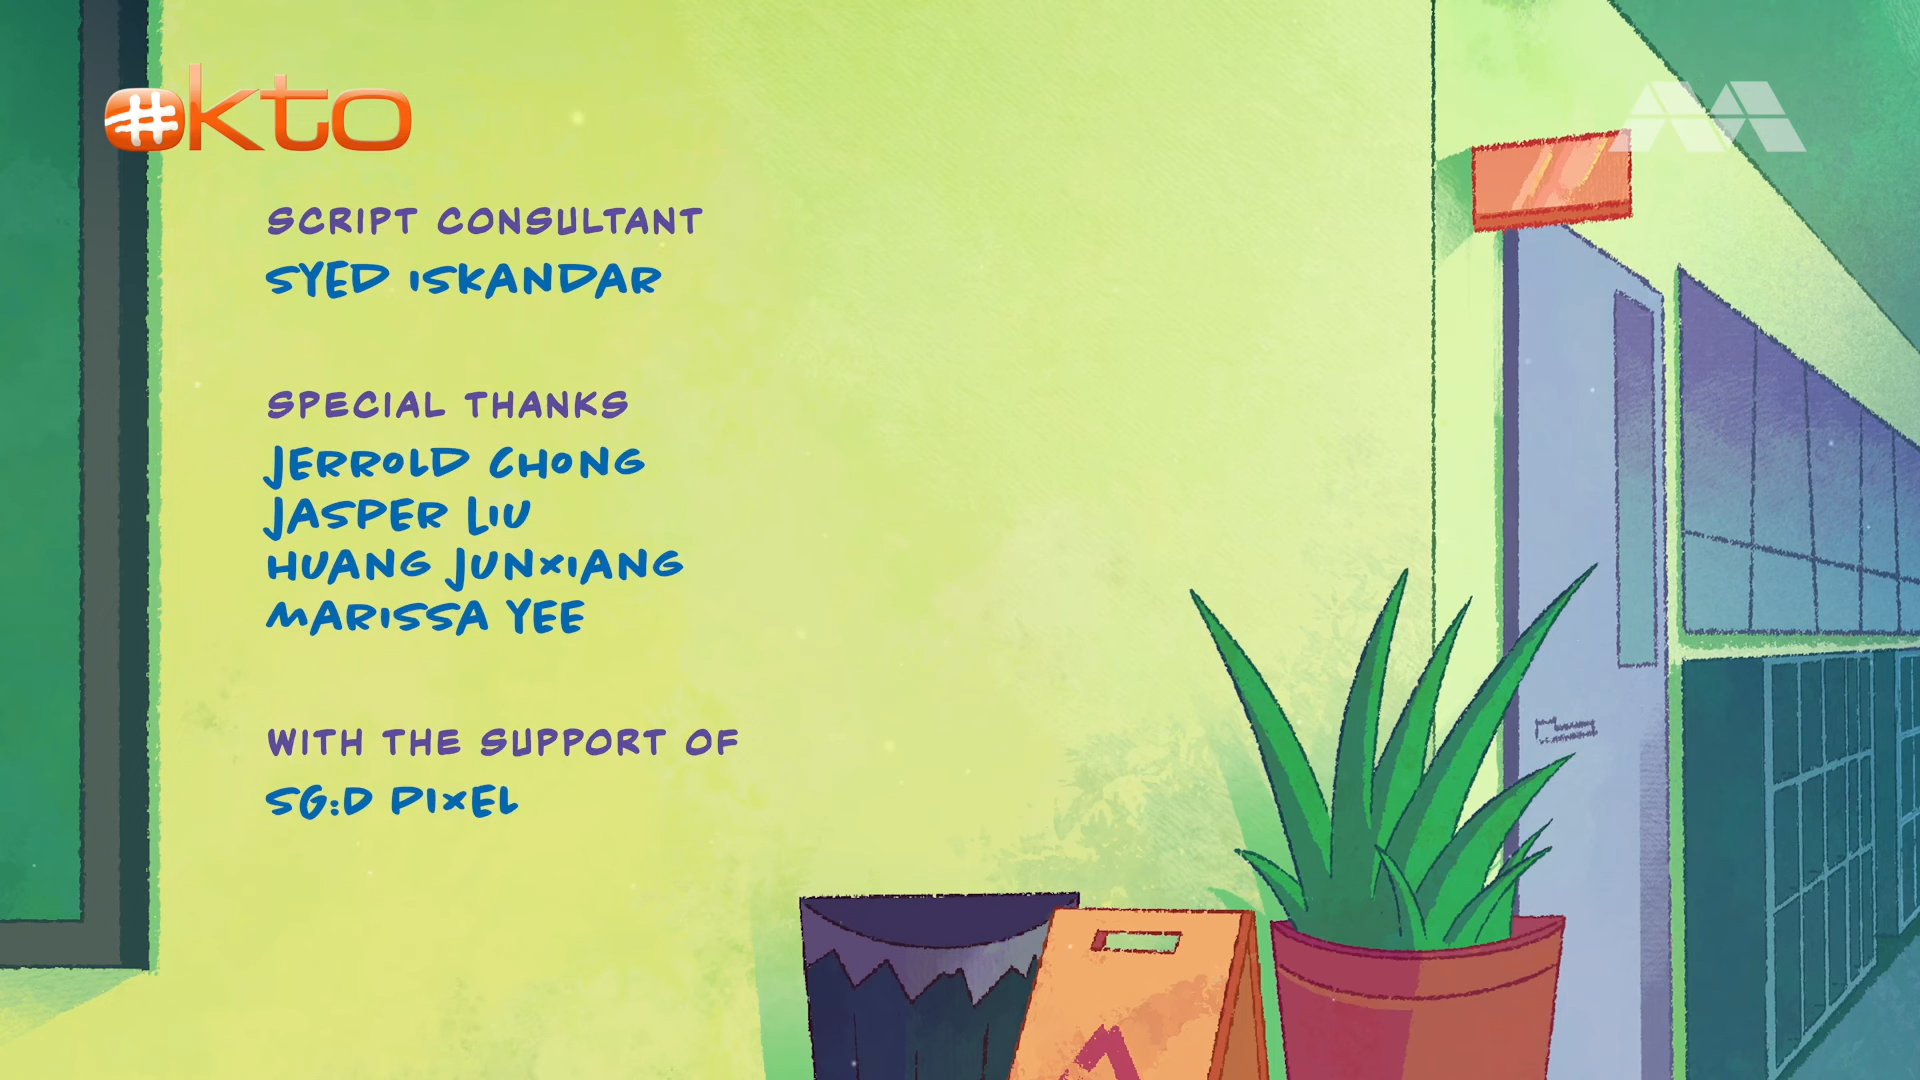 #kto
SCRIPT CONSULTANT
SYED ISKANDAR
SPECIAL THANKS
JERROLD CHONG
JASPER LIU
HUANG JUNXIANG
MARISSA YEE
WITH THE SUPPORT OF
SG:D PIXEL